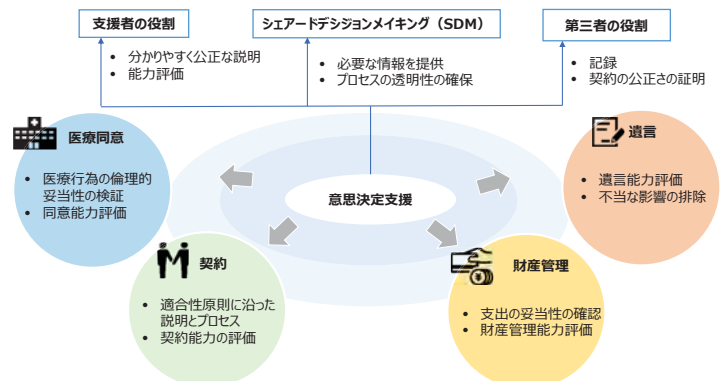 支援者の役割
シェアードデシジョンメイキング（SDM）
第三者の役割
• 分かりやすく公正な説明
• 能力評価
• 必要な情報を提供
• プロセスの透明性の確保
• 記録
• 契約の公正さの証明
医療同意
• 医療行為の倫理的
妥当性の検証
• 同意能力評価
遺言
• 遺言能力評価
• 不当な影響の排除
意思決定支援
契約
• 適合性原則に沿った
説明とプロセス
• 契約能力の評価
財産管理
• 支出の妥当性の確認
• 財産管理能力評価